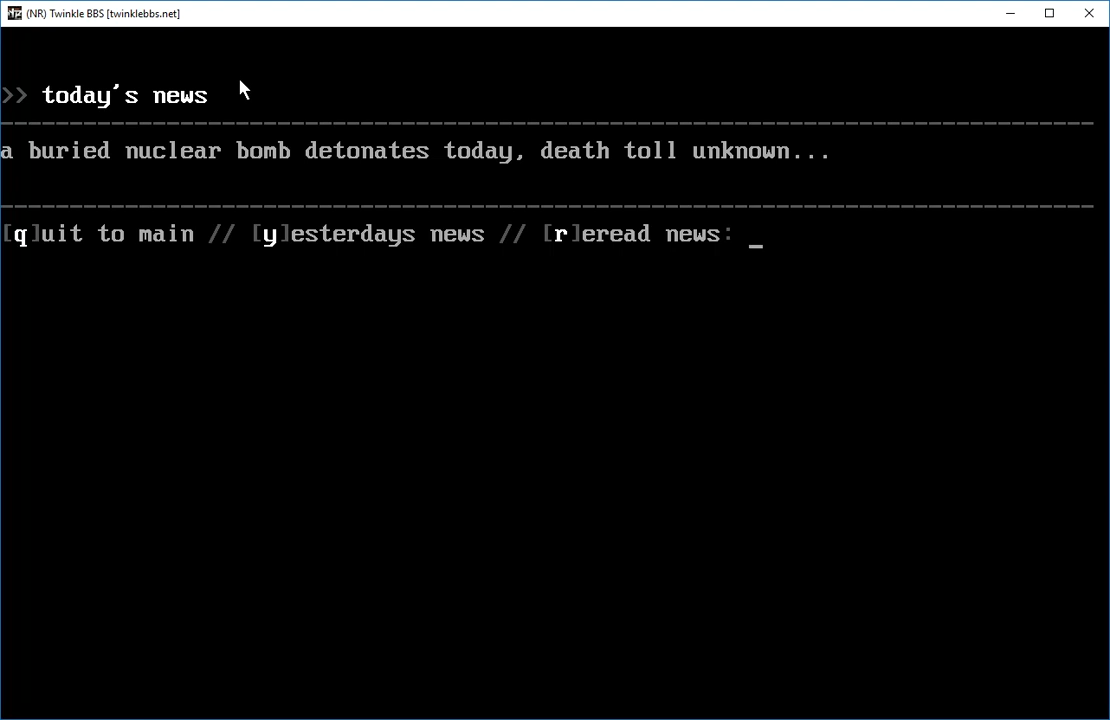 (NR) Twinkle BBS [twinklebbs.net]
>> today's news
a buried nuclear bomb detonates today, death toll unknown...
[q]uit to main // [y]esterdays news // [r]eread news: _